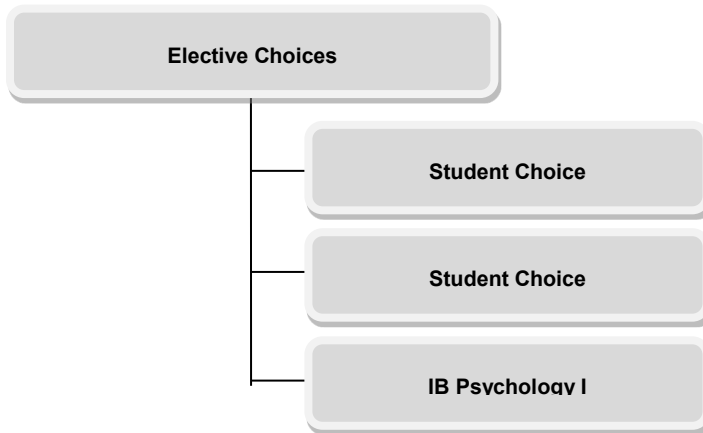 Elective Choices
Student Choice
Student Choice
IB Psychology I